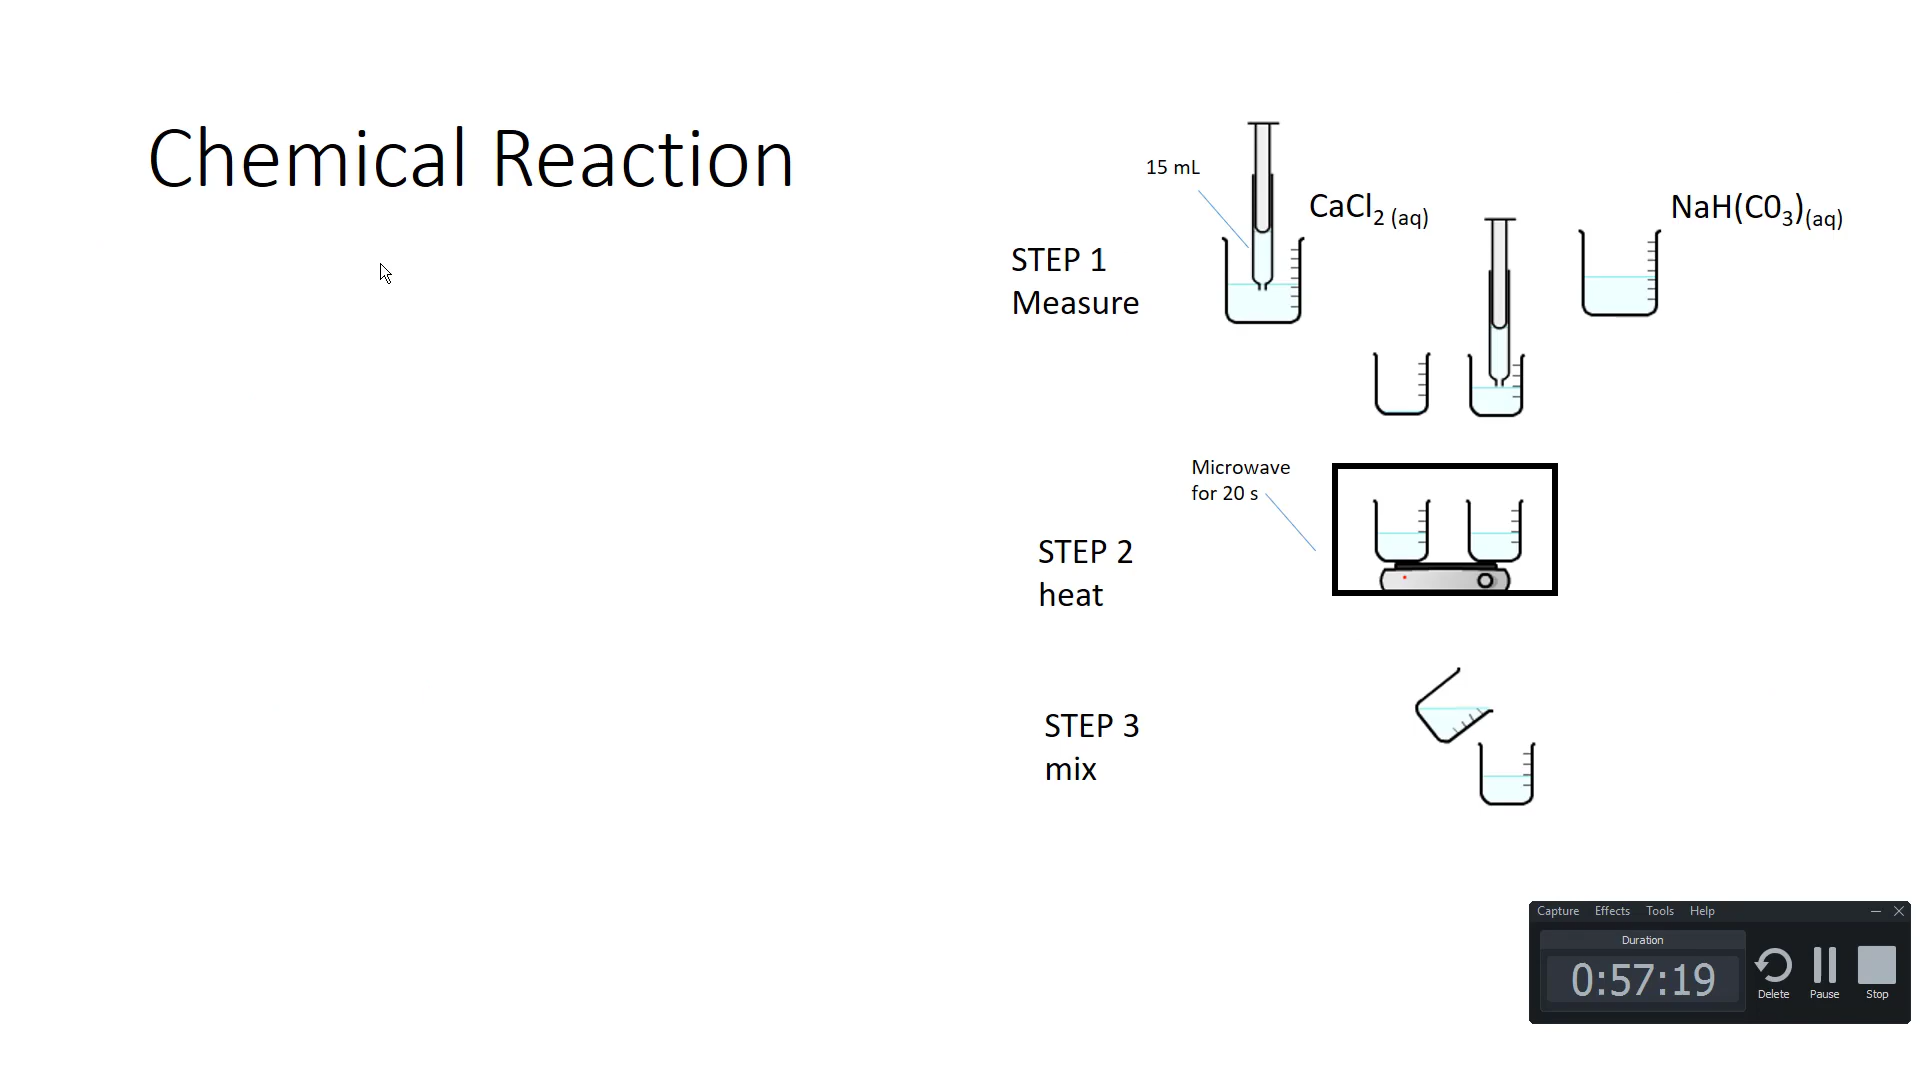 Chemical Reaction
15 mL
CaCl2 (aq)
NaH(C03)(aq)
STEP 1
Measure
Microwave
for 20 s
STEP 2
heat
STEP 3
mix
Capture Effects Tools Help
Duration
0:57:19
Delete Pause Stop